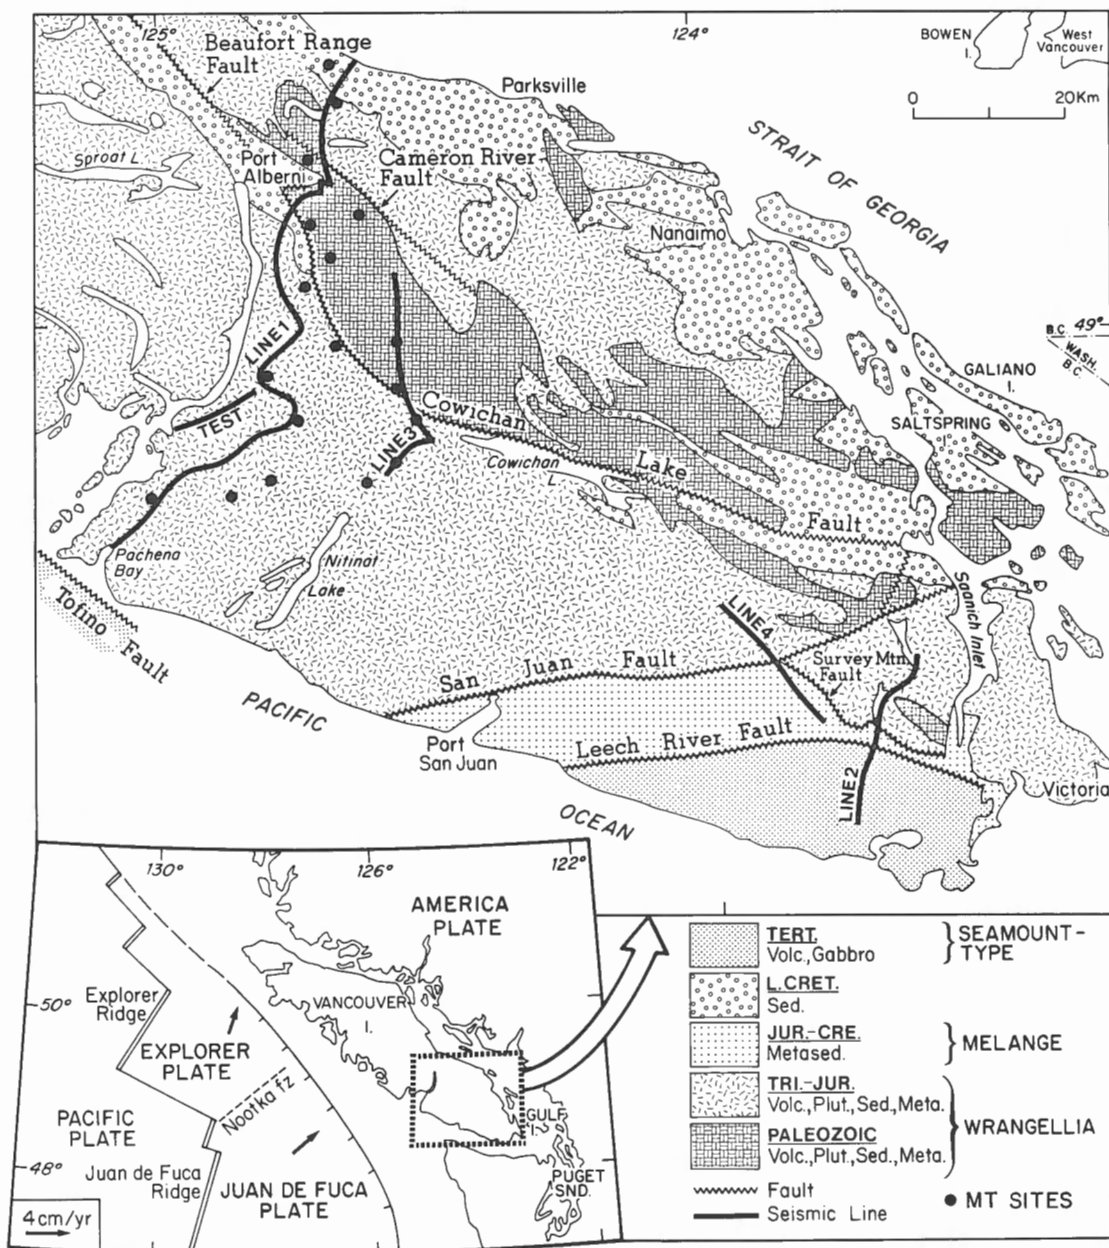 125°
124°
BOWEN
I.
West
Vancouver
Beaufort Range
Fault
Parksville
0
20Km
STRAIT OF GEORGIA
Sproat L.
Port
Alberni
Cameron River
Fault
Nanaimo
B.C.
49°
WASH.
B.C.
LINE1
GALIANO
I.
TEST
SALTSPRING
I.
Cowichan
Lake
Fault
LINE3
Cowichan
L.
Pachena
Bay
Nitinat
Lake
Saanich Inlet
Tofino Fault
LINE4
San Juan Fault
Survey Mtn.
Fault
PACIFIC
OCEAN
Port
San Juan
Leech River Fault
LINE2
Victoria
130°
126°
122°
AMERICA
PLATE
50°
Explorer
Ridge
VANCOUVER
I.
EXPLORER
PLATE
Nootka fz
PACIFIC
PLATE
GULF
I.
48°
Juan de Fuca
Ridge
JUAN DE FUCA
PLATE
PUGET
SND.
4cm/yr
TERT.
Volc.,Gabbro
SEAMOUNT-
TYPE
L.CRET.
Sed.
JUR.-CRE.
Metased.
MELANGE
TRI.-JUR.
Volc.,Plut.,Sed.,Meta.
WRANGELLIA
PALEOZOIC
Volc.,Plut.,Sed.,Meta.
Fault
Seismic Line
MT SITES